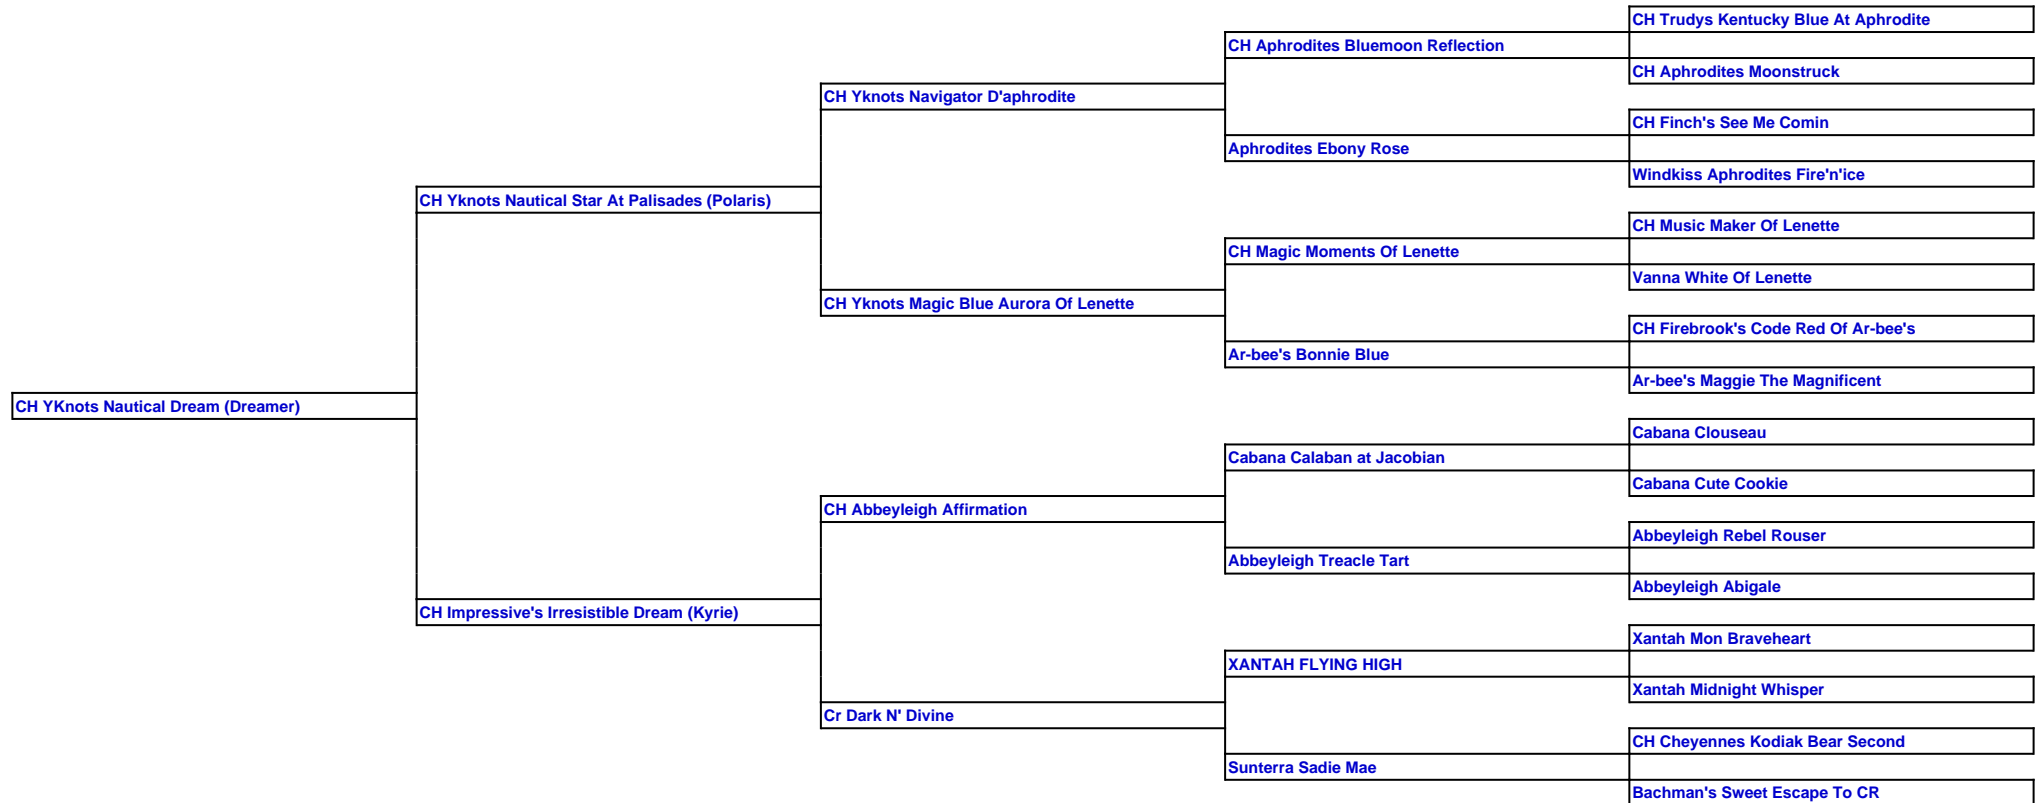 CH Trudys Kentucky Blue At Aphrodite
CH Aphrodites Bluemoon Reflection
CH Aphrodites Moonstruck
CH Yknots Navigator D'aphrodite
CH Finch's See Me Comin
Aphrodites Ebony Rose
Windkiss Aphrodites Fire'n'ice
CH Yknots Nautical Star At Palisades (Polaris)
CH Music Maker Of Lenette
CH Magic Moments Of Lenette
Vanna White Of Lenette
CH Yknots Magic Blue Aurora Of Lenette
CH Firebrook's Code Red Of Ar-bee's
Ar-bee's Bonnie Blue
Ar-bee's Maggie The Magnificent
CH YKnots Nautical Dream (Dreamer)
Cabana Clouseau
Cabana Calaban at Jacobian
Cabana Cute Cookie
CH Abbeyleigh Affirmation
Abbeyleigh Rebel Rouser
Abbeyleigh Treacle Tart
Abbeyleigh Abigale
CH Impressive's Irresistible Dream (Kyrie)
Xantah Mon Braveheart
XANTAH FLYING HIGH
Xantah Midnight Whisper
Cr Dark N' Divine
CH Cheyennes Kodiak Bear Second
Sunterra Sadie Mae
Bachman's Sweet Escape To CR